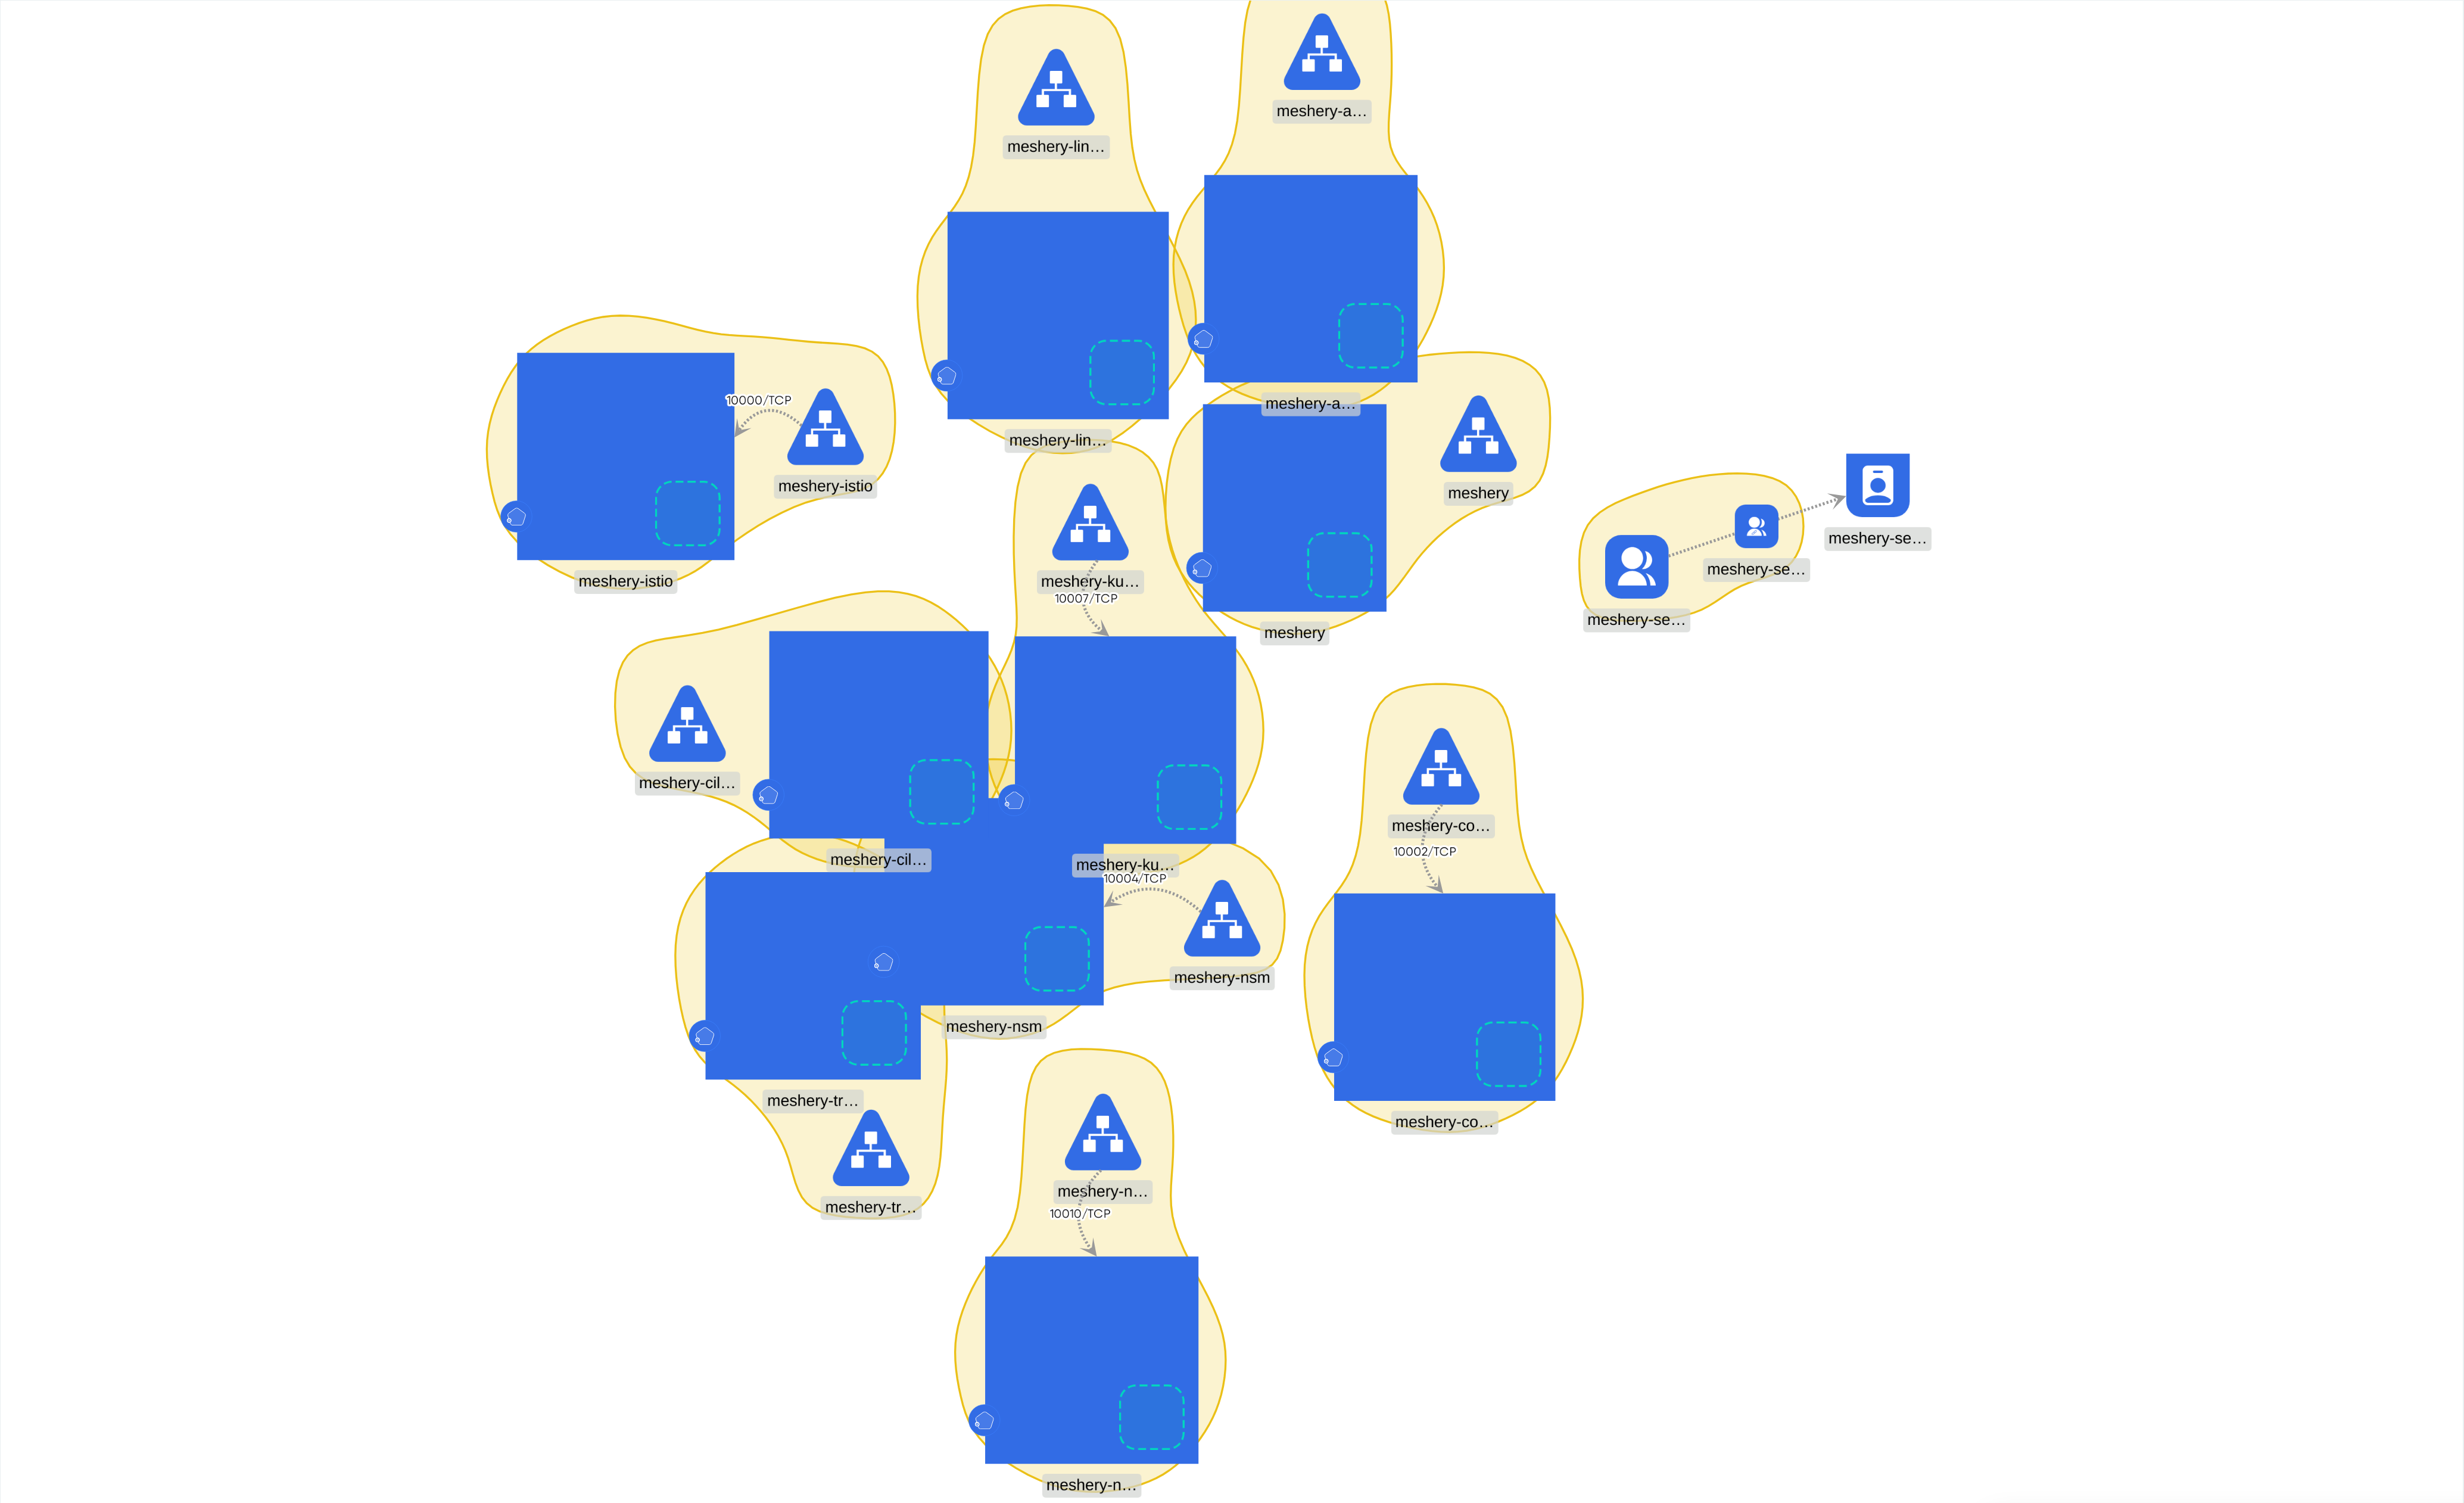 meshery-a…
meshery-lin…
meshery-a…
10000/TCP
meshery-lin…
meshery-istio
meshery
meshery-istio
meshery-se…
meshery-se…
meshery-se…
meshery-ku…
10007/TCP
meshery
meshery-cil…
meshery-co…
10002/TCP
meshery-cil…
meshery-ku…
10004/TCP
meshery-nsm
meshery-nsm
meshery-tr…
meshery-co…
meshery-n…
meshery-tr…
10010/TCP
meshery-n…